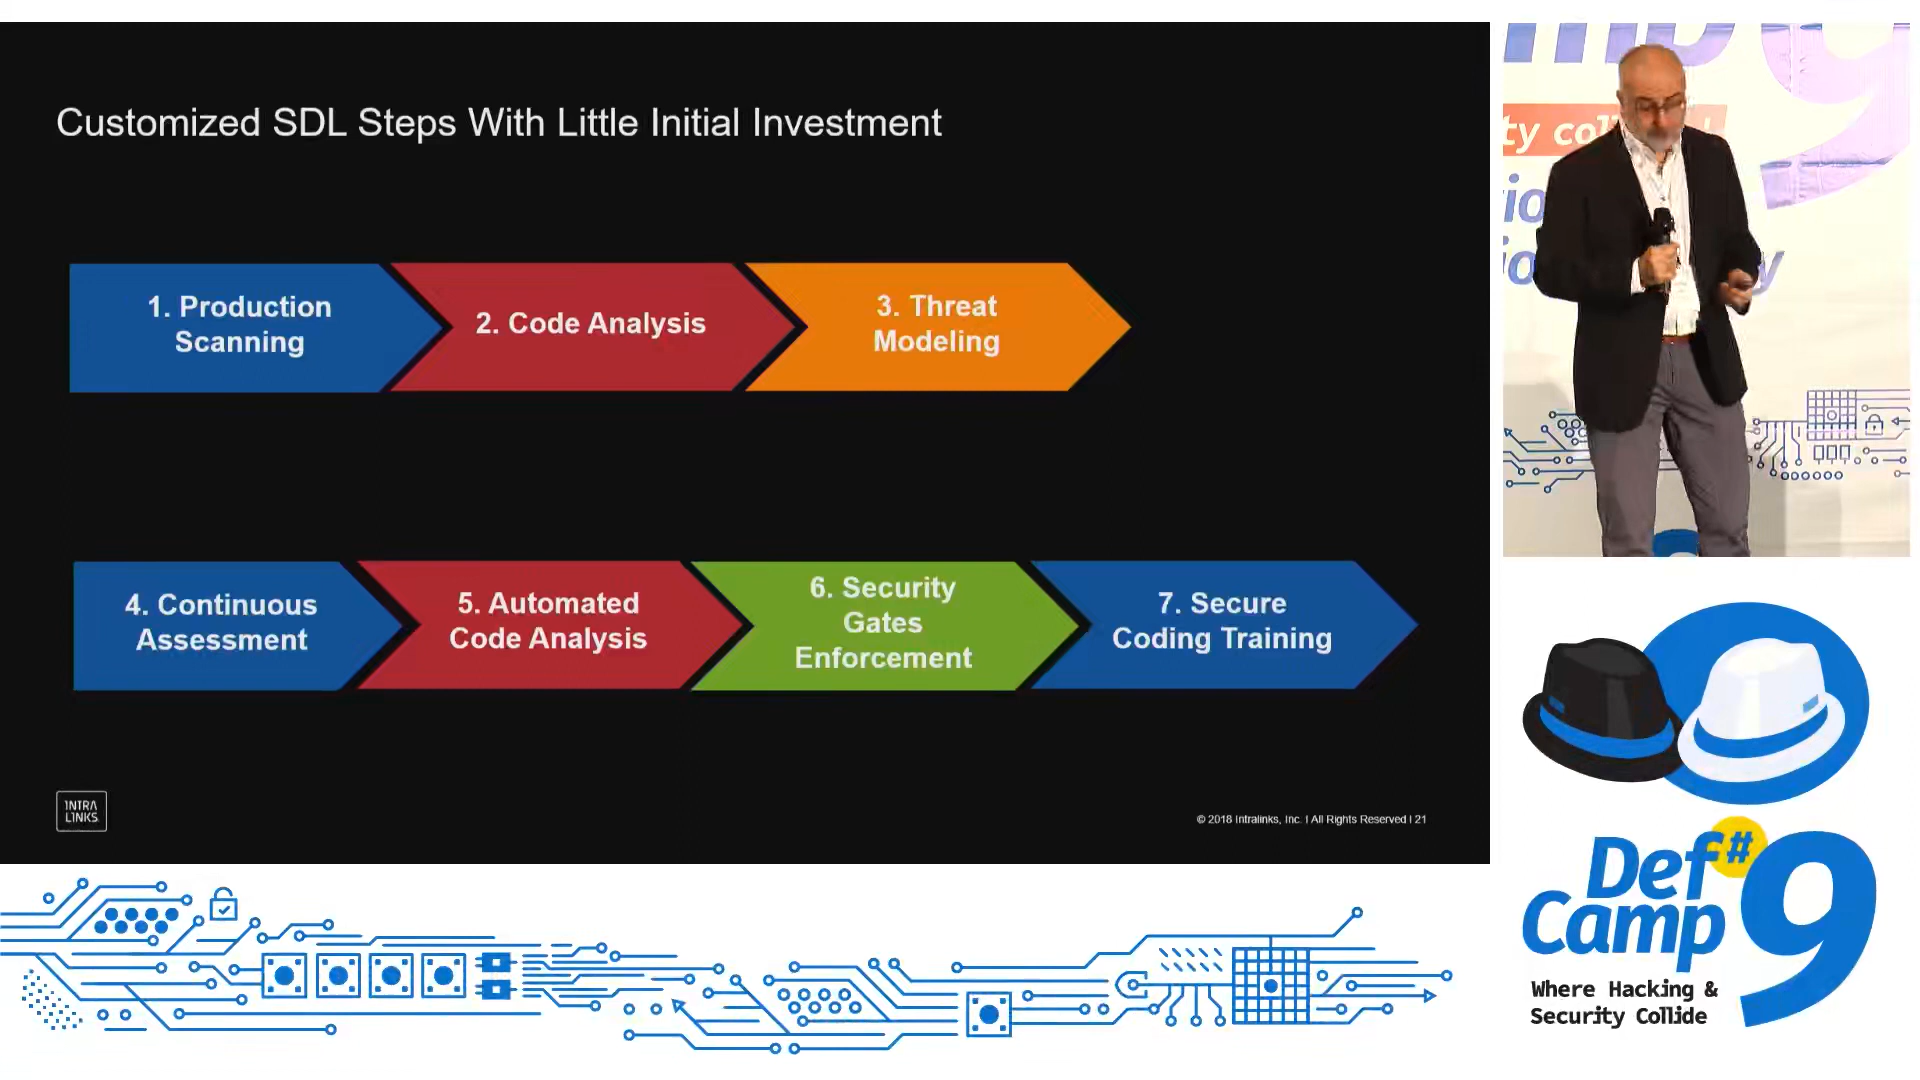 Customized SDL Steps With Little Initial Investment
1. Production
Scanning
2. Code Analysis
3. Threat
Modeling
4. Continuous
Assessment
5. Automated
Code Analysis
6. Security
Gates
Enforcement
7. Secure
Coding Training
INTRA
LINKS
© 2018 Intralinks, Inc. | All Rights Reserved | 21
ty col
Def
#
Camp
9
Where Hacking &
Security Collide